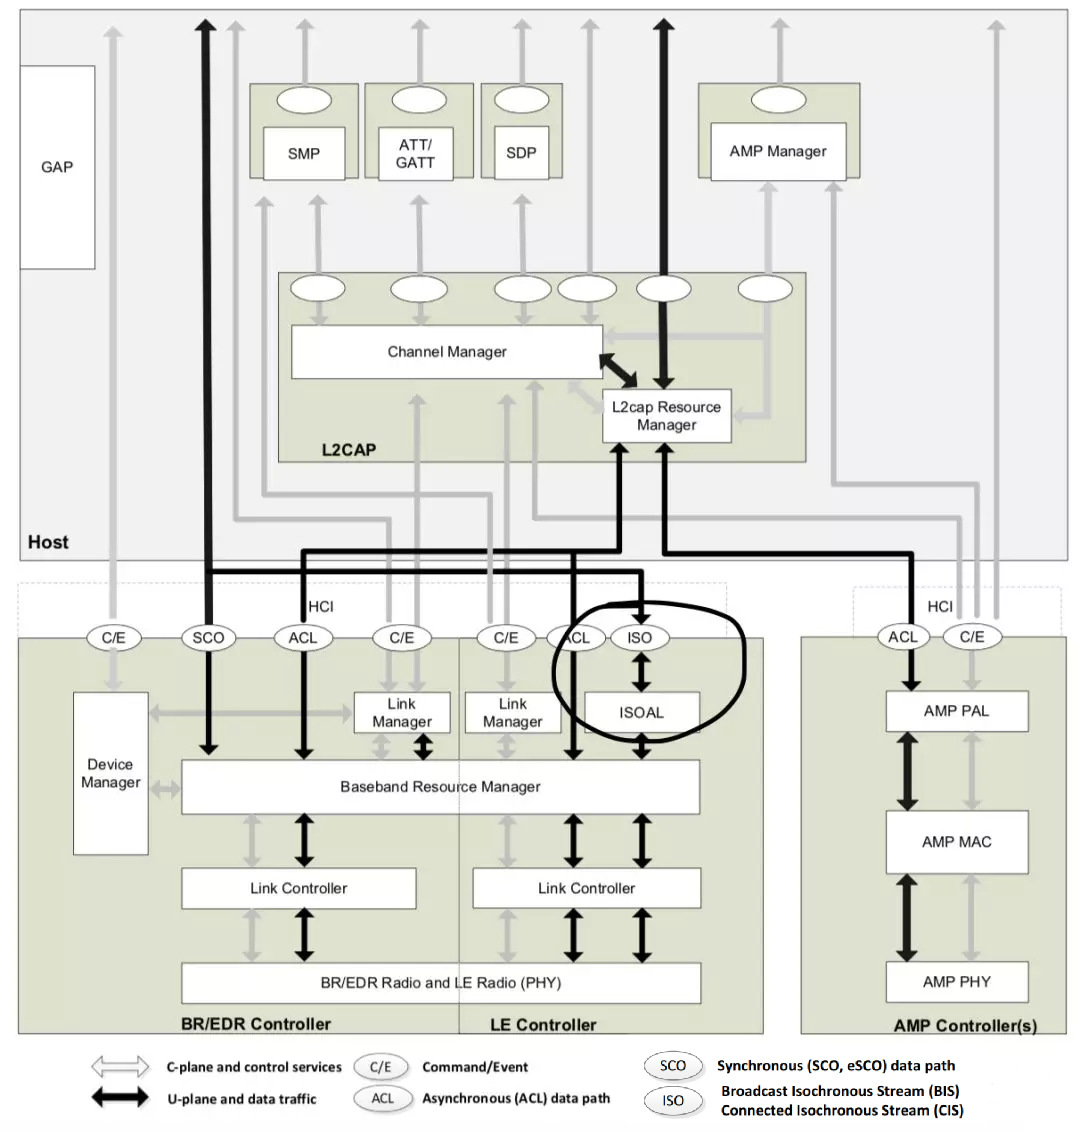 GAP
SMP
ATT/
GATT
SDP
AMP Manager
Channel Manager
L2cap Resource
Manager
L2CAP
Host
HCI
HCI
C/E
SCO
ACL
C/E
C/E
ACL
ISO
ACL
C/E
Link
Manager
Link
Manager
ISOAL
AMP PAL
Device
Manager
Baseband Resource Manager
AMP MAC
Link Controller
Link Controller
BR/EDR Radio and LE Radio (PHY)
AMP PHY
BR/EDR Controller
LE Controller
AMP Controller(s)
C-plane and control services
C/E
Command/Event
SCO
Synchronous (SCO, eSCO) data path
U-plane and data traffic
ACL
Asynchronous (ACL) data path
ISO
Broadcast Isochronous Stream (BIS)
Connected Isochronous Stream (CIS)